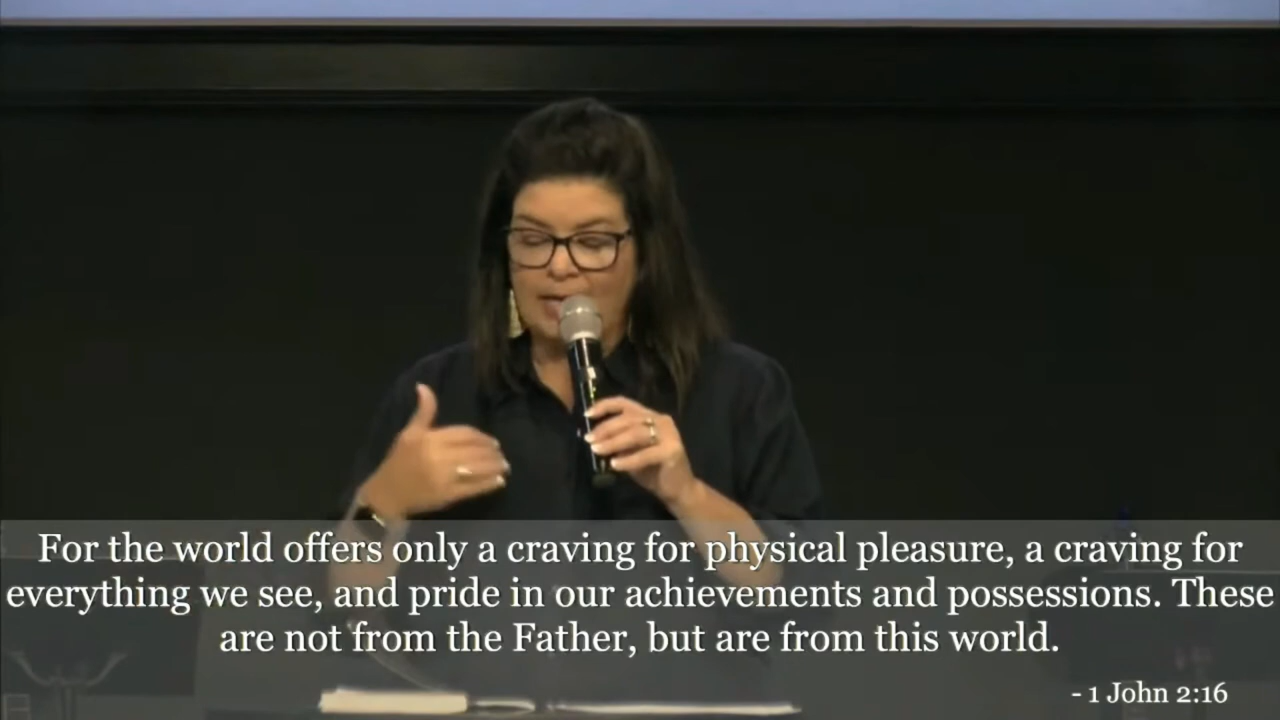 For the world offers only a craving for physical pleasure, a craving for
everything we see, and pride in our achievements and possessions. These
are not from the Father, but are from this world.
- 1 John 2:16